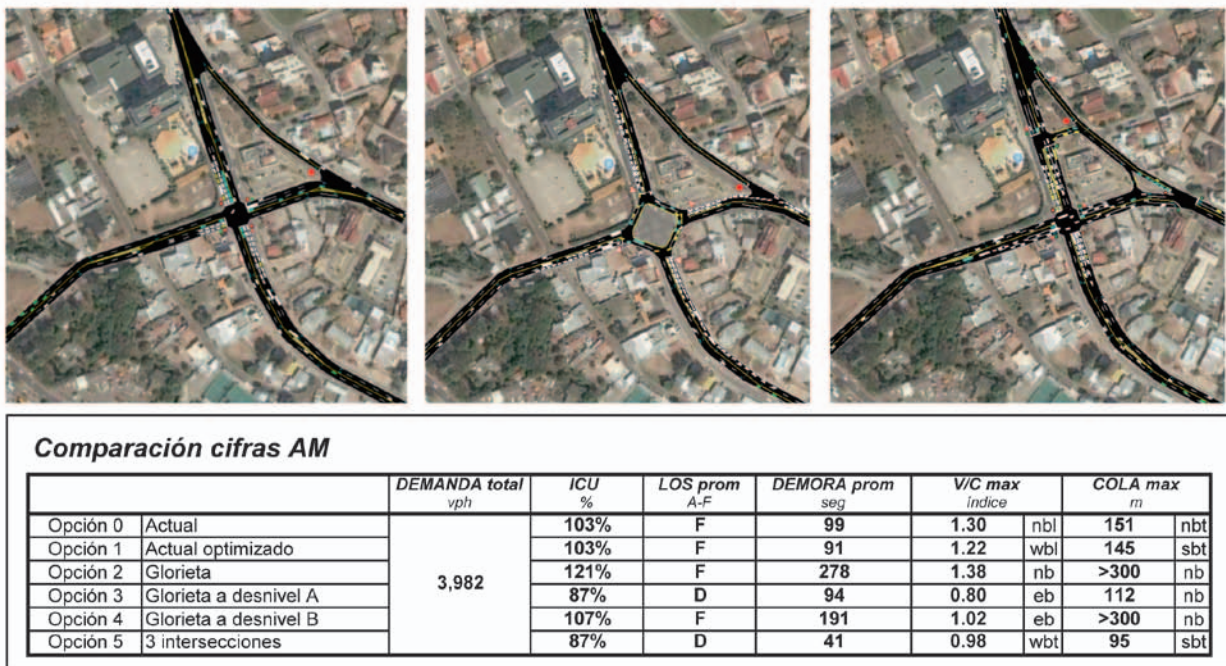 Comparación cifras AM
DEMANDA total ICU LOS prom DEMORA prom V/C max COLA max
vph % A-F seg índice m
Opción 0 Actual 103% F 99 1.30 nbl 151 nbt
Opción 1 Actual optimizado 103% F 91 1.22 wbl 145 sbt
Opción 2 Glorieta 121% F 278 1.38 nb >300 nb
3,982
Opción 3 Glorieta a desnivel A 87% D 94 0.80 eb 112 nb
Opción 4 Glorieta a desnivel B 107% F 191 1.02 eb >300 nb
Opción 5 3 intersecciones 87% D 41 0.98 wbt 95 sbt